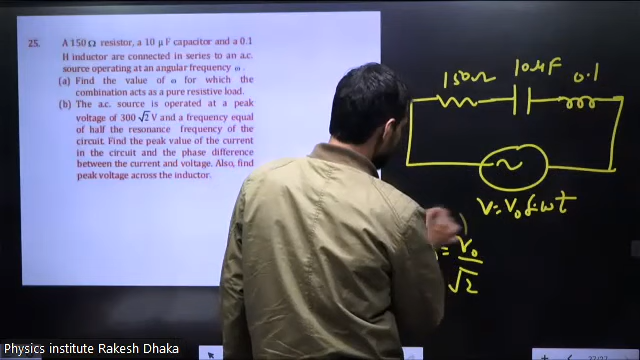 25. A 150 Ω resistor, a 10 μ F capacitor and a 0.1
H inductor are connected in series to an a.c.
source operating at an angular frequency ω .
(a) Find the value of ω for which the
combination acts as a pure resistive load.
(b) The a.c. source is operated at a peak
voltage of 300 √2 V and a frequency equal
of half the resonance frequency of the
circuit. Find the peak value of the current
in the circuit and the phase difference
between the current and voltage. Also, find
peak voltage across the inductor.
150Ω 10μF 0.1
V = V₀ sin ωt
= V₀
√2
Physics institute Rakesh Dhaka